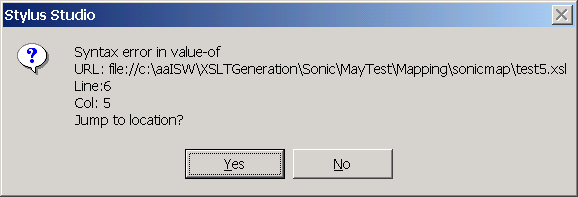 Stylus Studio
Syntax error in value-of
URL: file://c:\aaISW\XSLTGeneration\Sonic\MayTest\Mapping\sonicmap\test5.xsl
Line:6
Col: 5
Jump to location?
Yes No